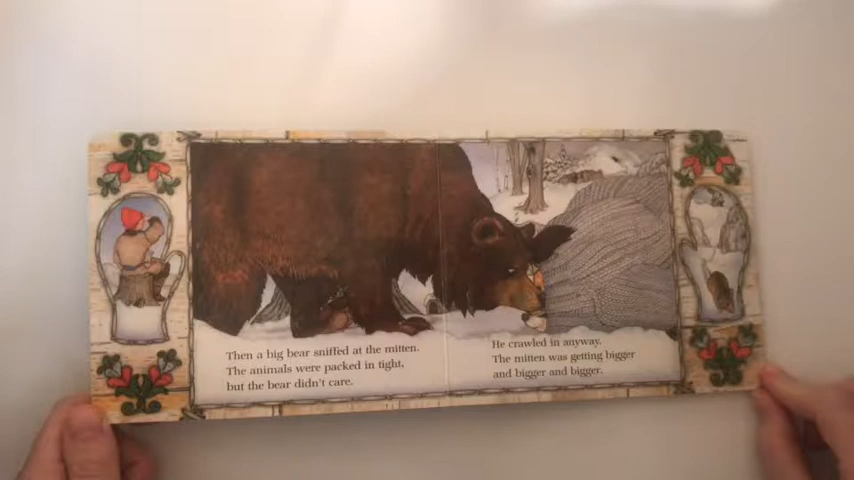 Then a big bear sniffed at the mitten.
The animals were packed in tight,
but the bear didn't care.
He crawled in anyway.
The mitten was getting bigger
and bigger and bigger.